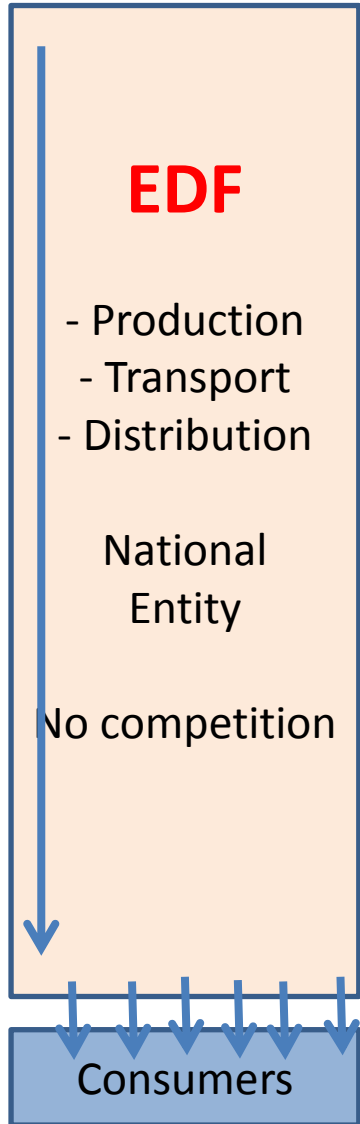 EDF
- Production
- Transport
- Distribution
National
Entity
No competition
Consumers